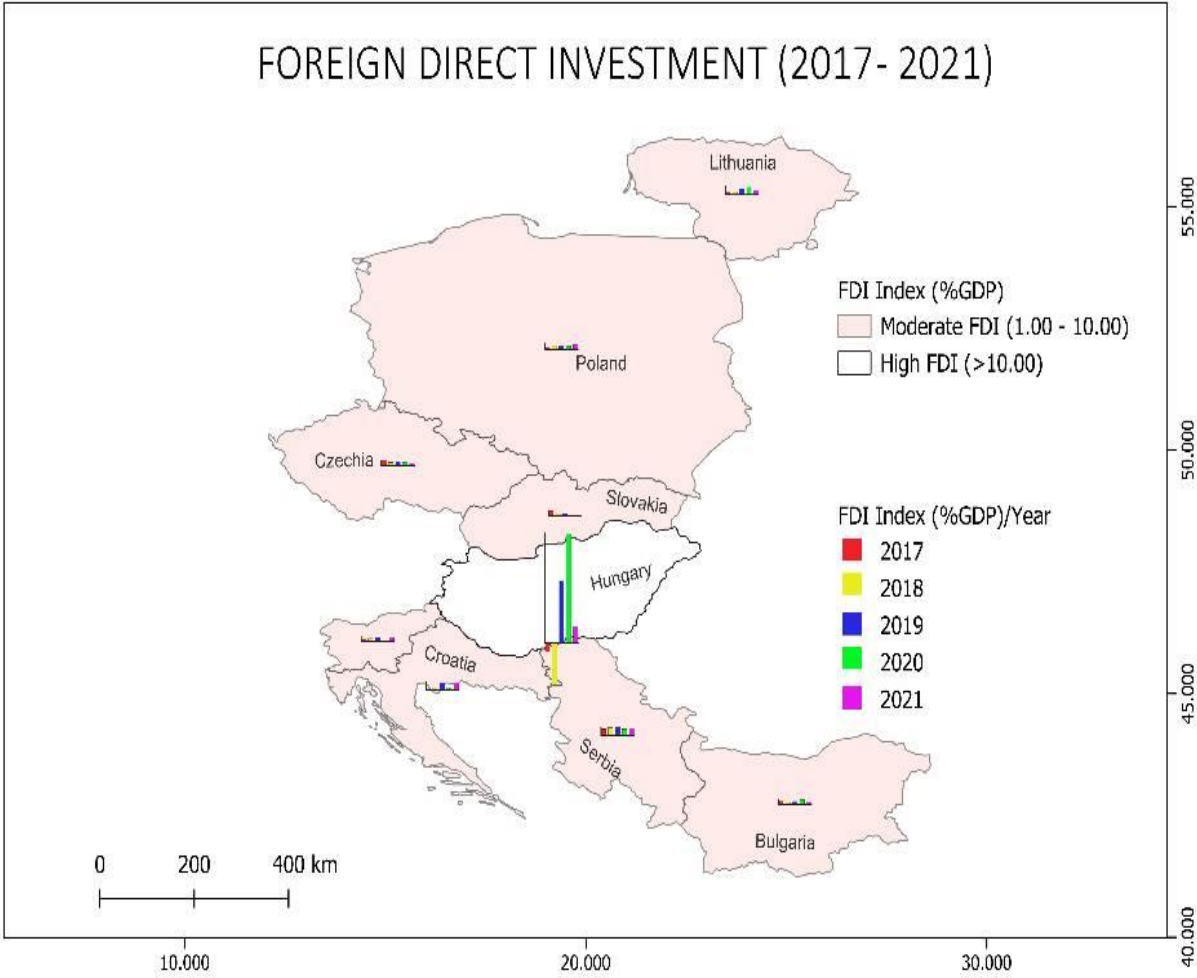 FOREIGN DIRECT INVESTMENT (2017- 2021)
Lithuania
55.000
FDI Index (%GDP)
Moderate FDI (1.00 - 10.00)
High FDI (>10.00)
Poland
50.000
Czechia
Slovakia
FDI Index (%GDP)/Year
2017
Hungary
2018
2019
Croatia
2020
45.000
2021
Serbia
Bulgaria
0 200 400 km
40.000
10.000 20.000 30.000